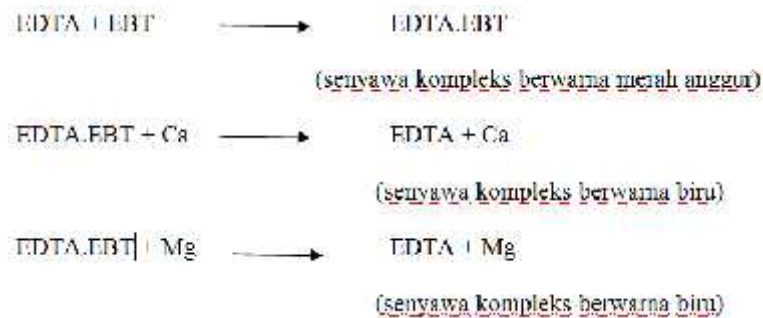 EDTA + EBT → EDTA.EBT
(senyawa kompleks berwarna merah anggur)
EDTA.EBT + Ca → EDTA + Ca
(senyawa kompleks berwarna biru)
EDTA.EBT + Mg → EDTA + Mg
(senyawa kompleks berwarna biru)